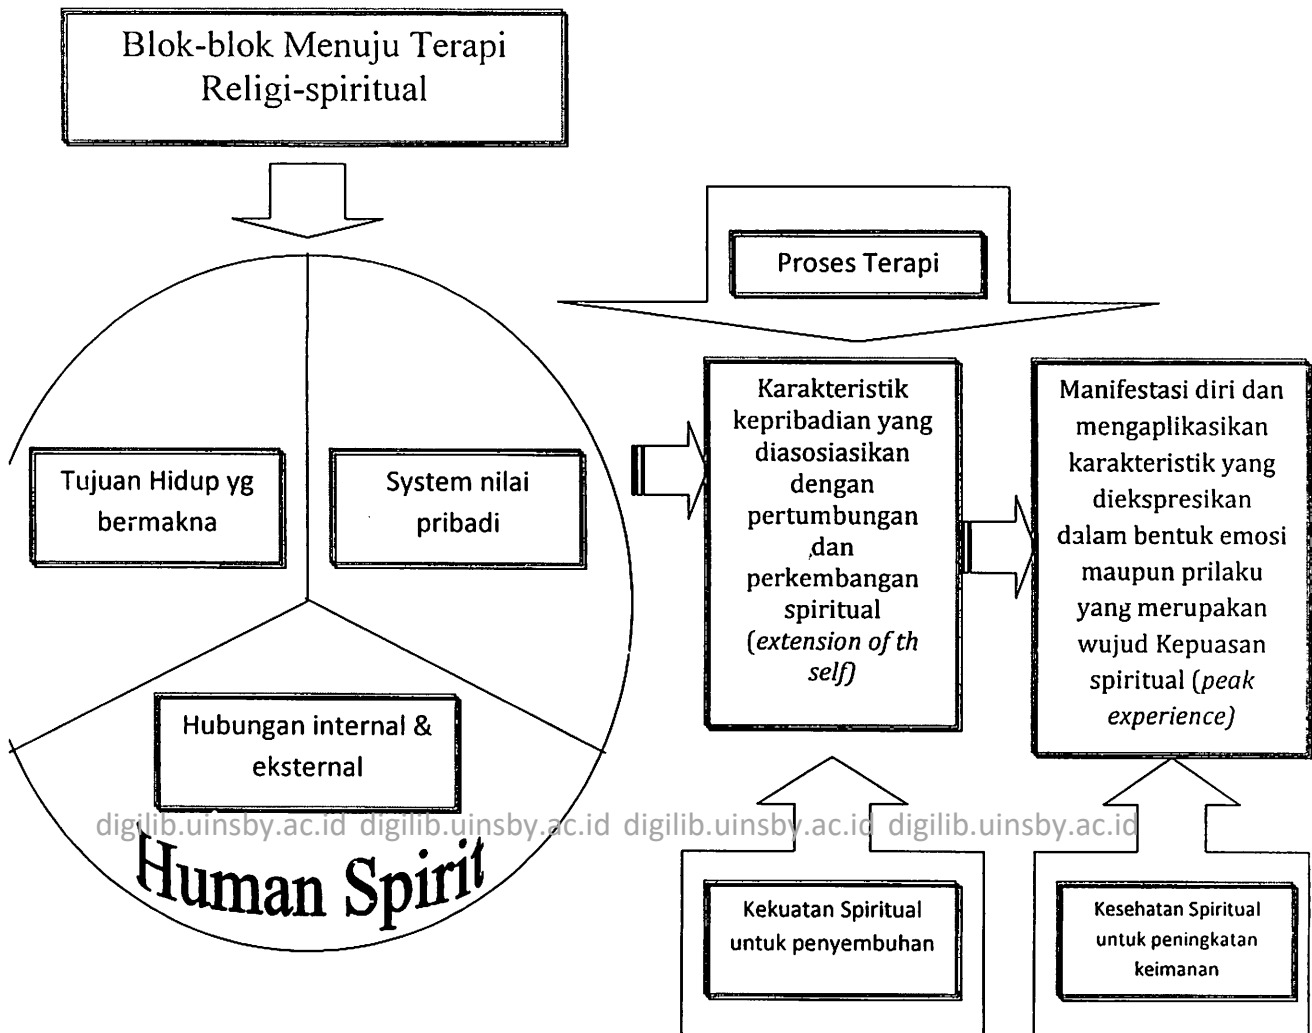 Blok-blok Menuju Terapi
Religi-spiritual
Proses Terapi
Tujuan Hidup yg
bermakna
System nilai
pribadi
Hubungan internal &
eksternal
Human Spirit
Karakteristik
kepribadian yang
diasosiasikan
dengan
pertumbungan
dan
perkembangan
spiritual
(extension of th
self)
Manifestasi diri dan
mengaplikasikan
karakteristik yang
diekspresikan
dalam bentuk emosi
maupun prilaku
yang merupakan
wujud Kepuasan
spiritual (peak
experience)
digilib.uinsby.ac.id digilib.uinsby.ac.id digilib.uinsby.ac.id digilib.uinsby.ac.id
Kekuatan Spiritual
untuk penyembuhan
Kesehatan Spiritual
untuk peningkatan
keimanan